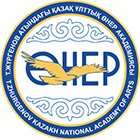 Т.ЖҮРГЕНОВ АТЫНДАҒЫ ҚАЗАҚ ҰЛТТЫҚ ӨНЕР АКАДЕМИЯСЫ
ӨНЕР
T.ZHURGENOV KAZAKH NATIONAL ACADEMY OF ARTS